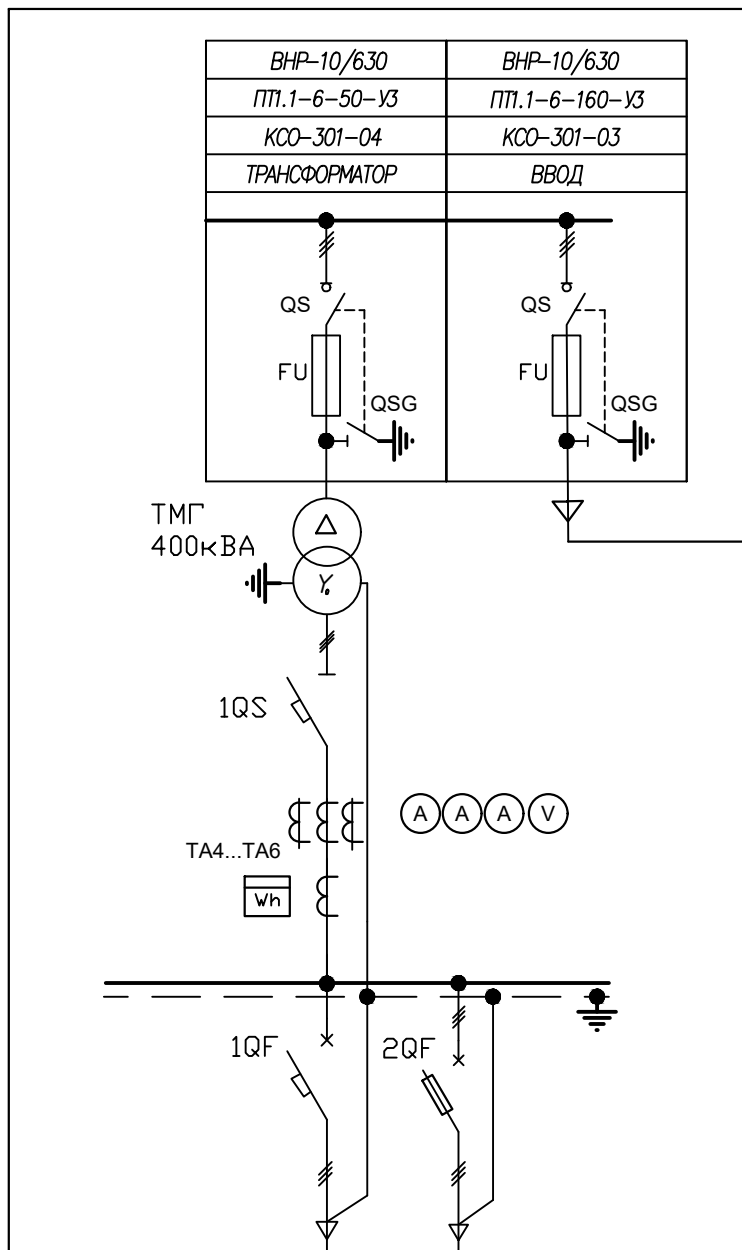 ВНР-10/630
ВНР-10/630
ПТ1.1-6-50-У3
ПТ1.1-6-160-У3
КСО-301-04
КСО-301-03
ТРАНСФОРМАТОР
ВВОД
QS
QS
FU
FU
QSG
QSG
ТМГ
400кВА
Δ
Y₀
1QS
A A A V
TA4...TA6
Wh
1QF
2QF